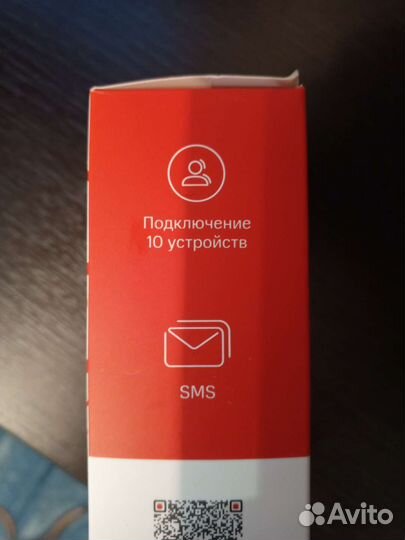 Подключение
10 устройств
SMS
Avito